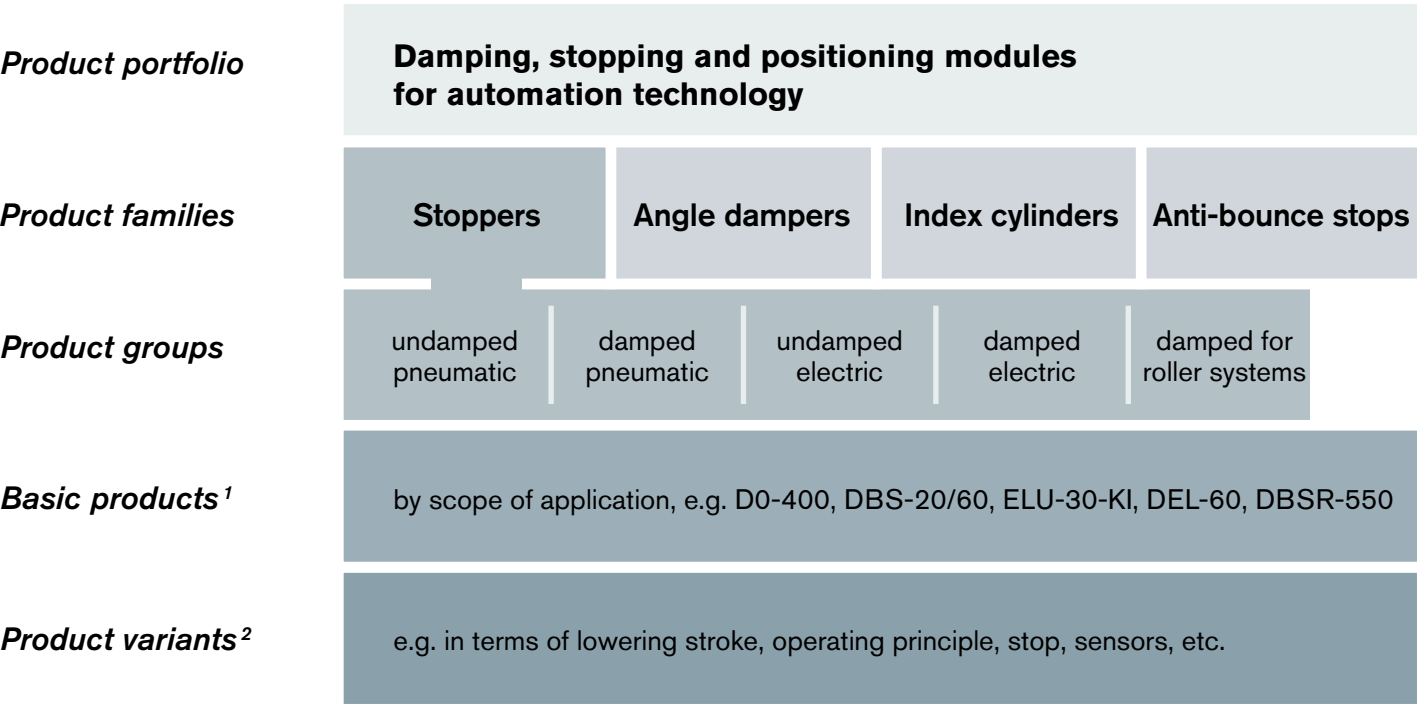 Product portfolio
Damping, stopping and positioning modules
for automation technology
Product families
Stoppers
Angle dampers
Index cylinders
Anti-bounce stops
Product groups
undamped
pneumatic
damped
pneumatic
undamped
electric
damped
electric
damped for
roller systems
Basic products 1
by scope of application, e.g. D0-400, DBS-20/60, ELU-30-KI, DEL-60, DBSR-550
Product variants 2
e.g. in terms of lowering stroke, operating principle, stop, sensors, etc.